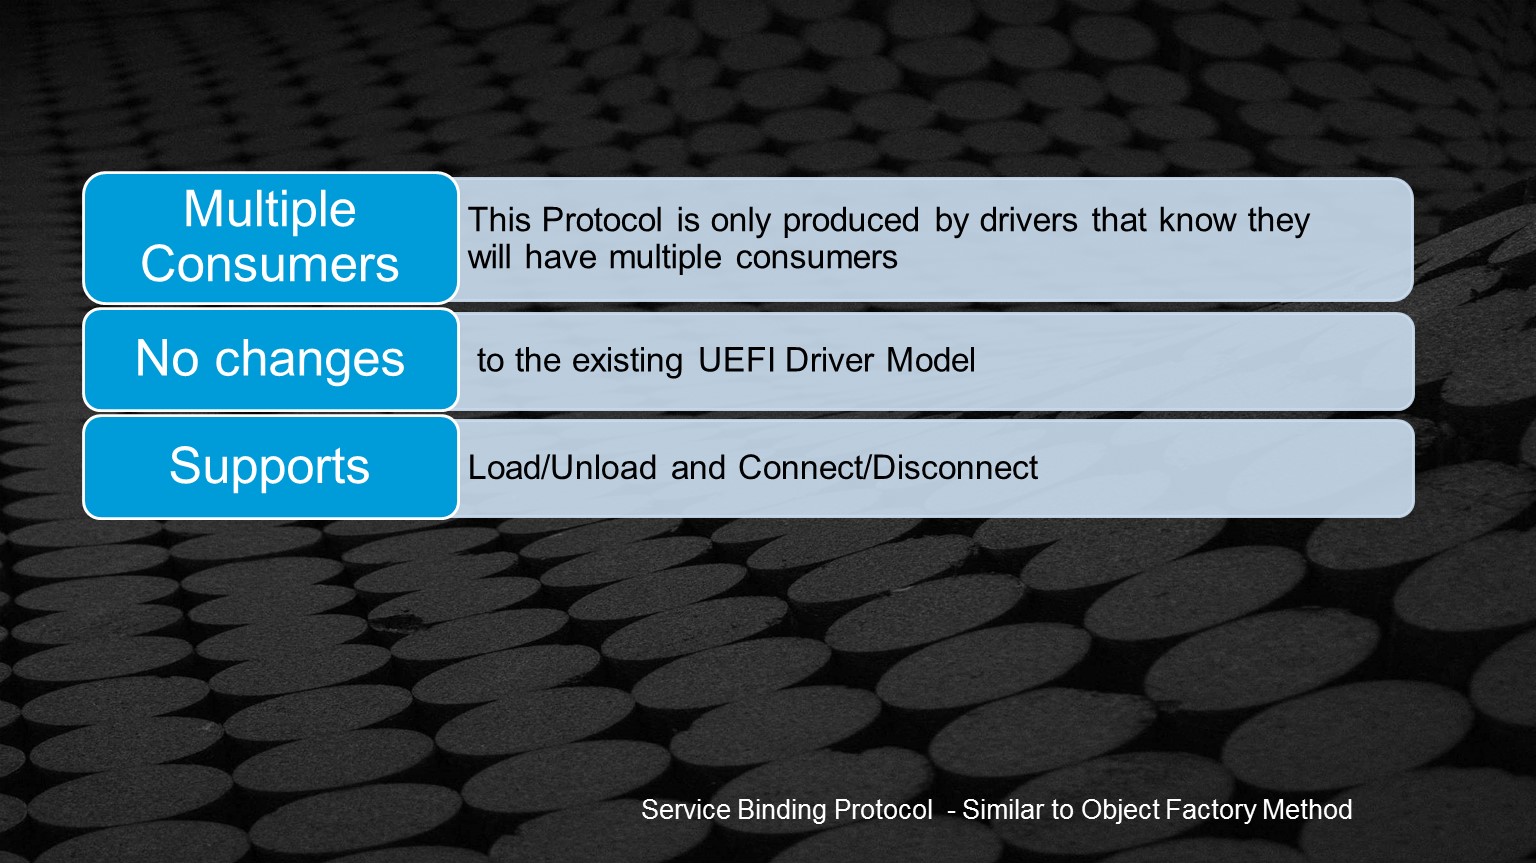 Multiple
Consumers
This Protocol is only produced by drivers that know they
will have multiple consumers
No changes
to the existing UEFI Driver Model
Supports
Load/Unload and Connect/Disconnect
Service Binding Protocol - Similar to Object Factory Method